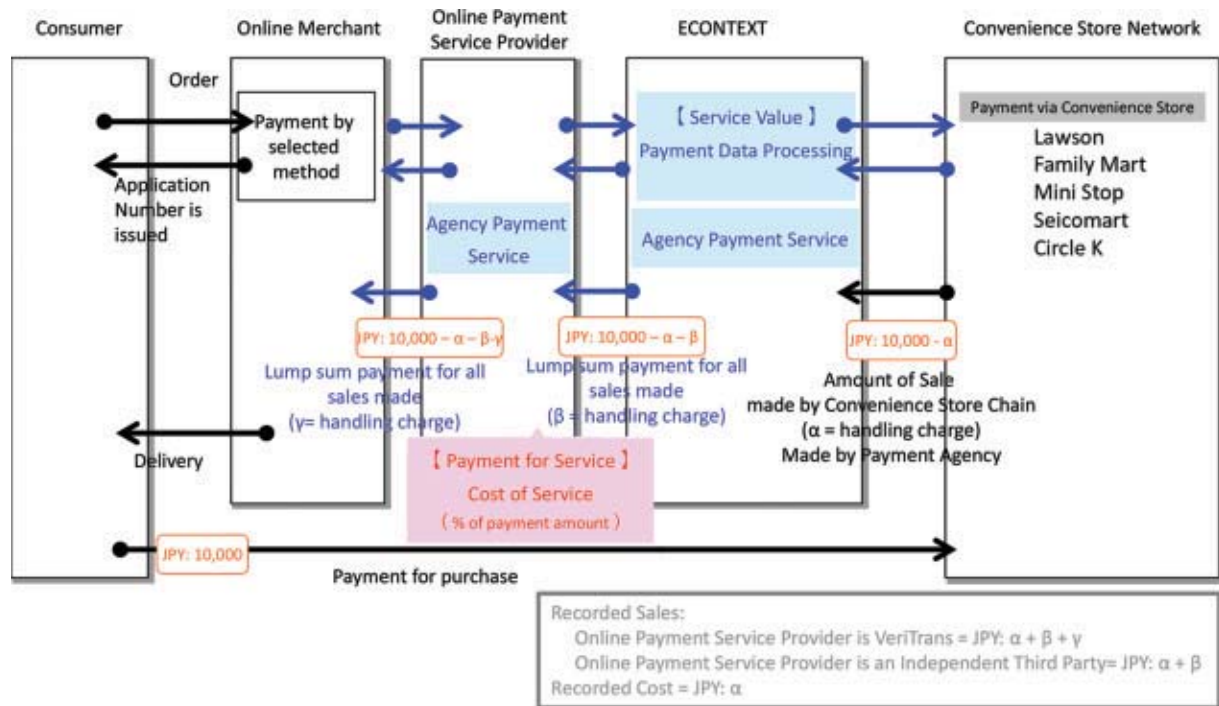 Consumer
Online Merchant
Online Payment
Service Provider
ECONTEXT
Convenience Store Network
Order
Payment by
selected
method
Application
Number is
issued
【 Service Value 】
Payment Data Processing
Payment via Convenience Store
Lawson
Family Mart
Mini Stop
Seicomart
Circle K
Agency Payment
Service
Agency Payment Service
JPY: 10,000 – α – β-γ
JPY: 10,000 – α – β
JPY: 10,000 - α
Lump sum payment for all
sales made
(γ= handling charge)
Lump sum payment for all
sales made
(β = handling charge)
Amount of Sale
made by Convenience Store Chain
(α = handling charge)
Made by Payment Agency
Delivery
【 Payment for Service 】
Cost of Service
( % of payment amount )
JPY: 10,000
Payment for purchase
Recorded Sales:
Online Payment Service Provider is VeriTrans = JPY: α + β + γ
Online Payment Service Provider is an Independent Third Party= JPY: α + β
Recorded Cost = JPY: α